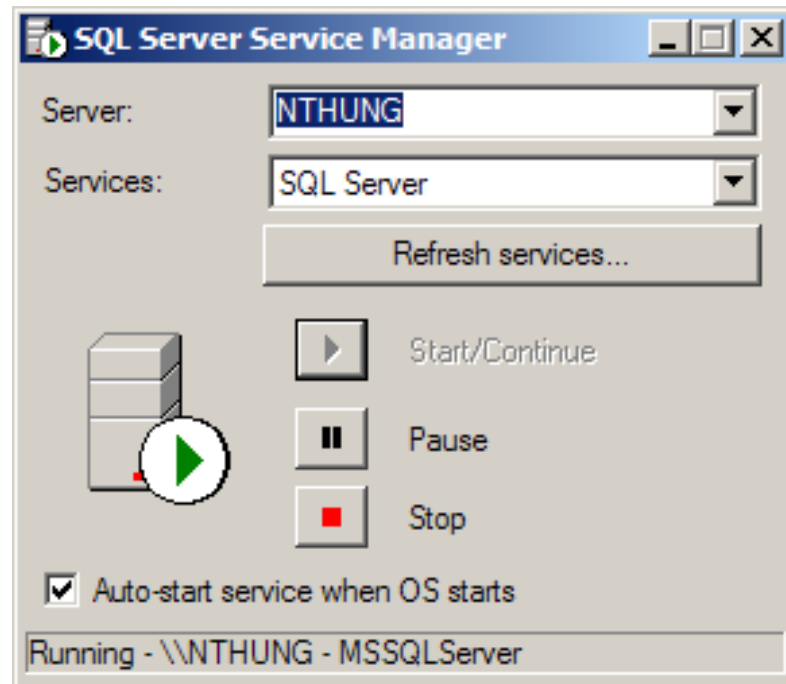 SQL Server Service Manager
Server: NTHUNG
Services: SQL Server
Refresh services...
Start/Continue
Pause
Stop
Auto-start service when OS starts
Running - \\NTHUNG - MSSQLServer